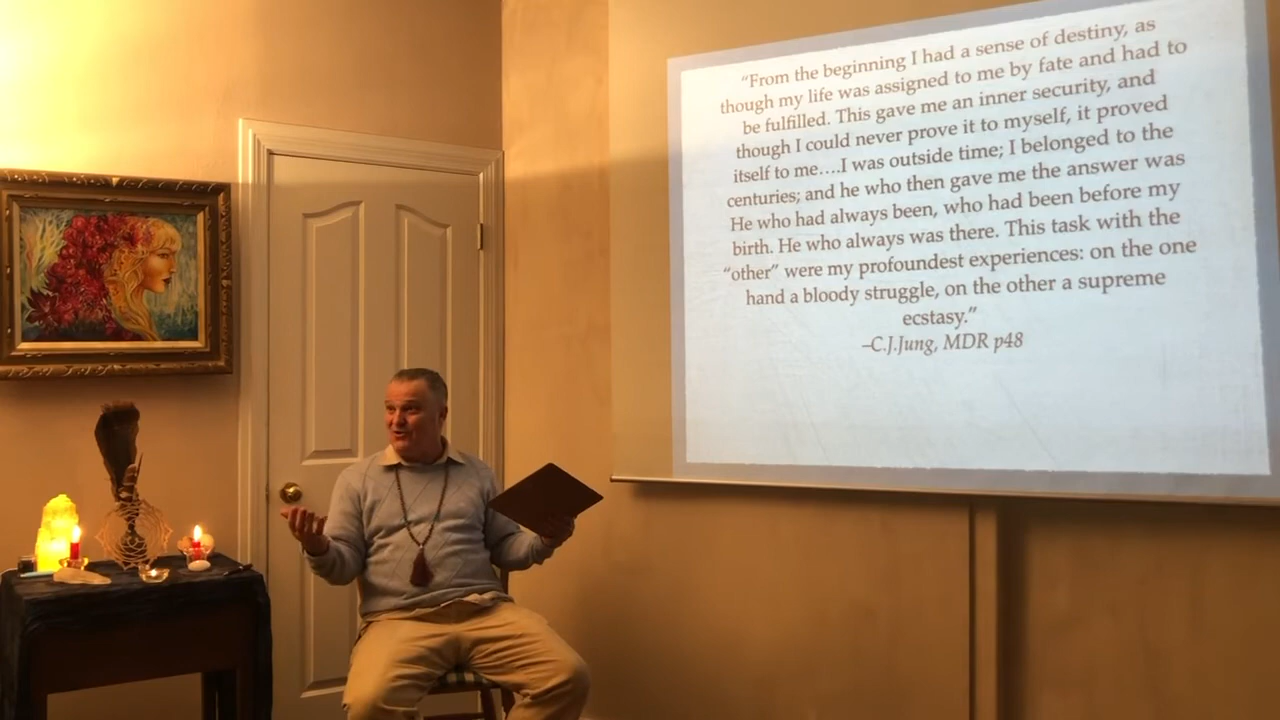 “From the beginning I had a sense of destiny, as
though my life was assigned to me by fate and had to
be fulfilled. This gave me an inner security, and
though I could never prove it to myself, it proved
itself to me….I was outside time; I belonged to the
centuries; and he who then gave me the answer was
He who had always been, who had been before my
birth. He who always was there. This task with the
“other” were my profoundest experiences: on the one
hand a bloody struggle, on the other a supreme
ecstasy.”
–C.J.Jung, MDR p48